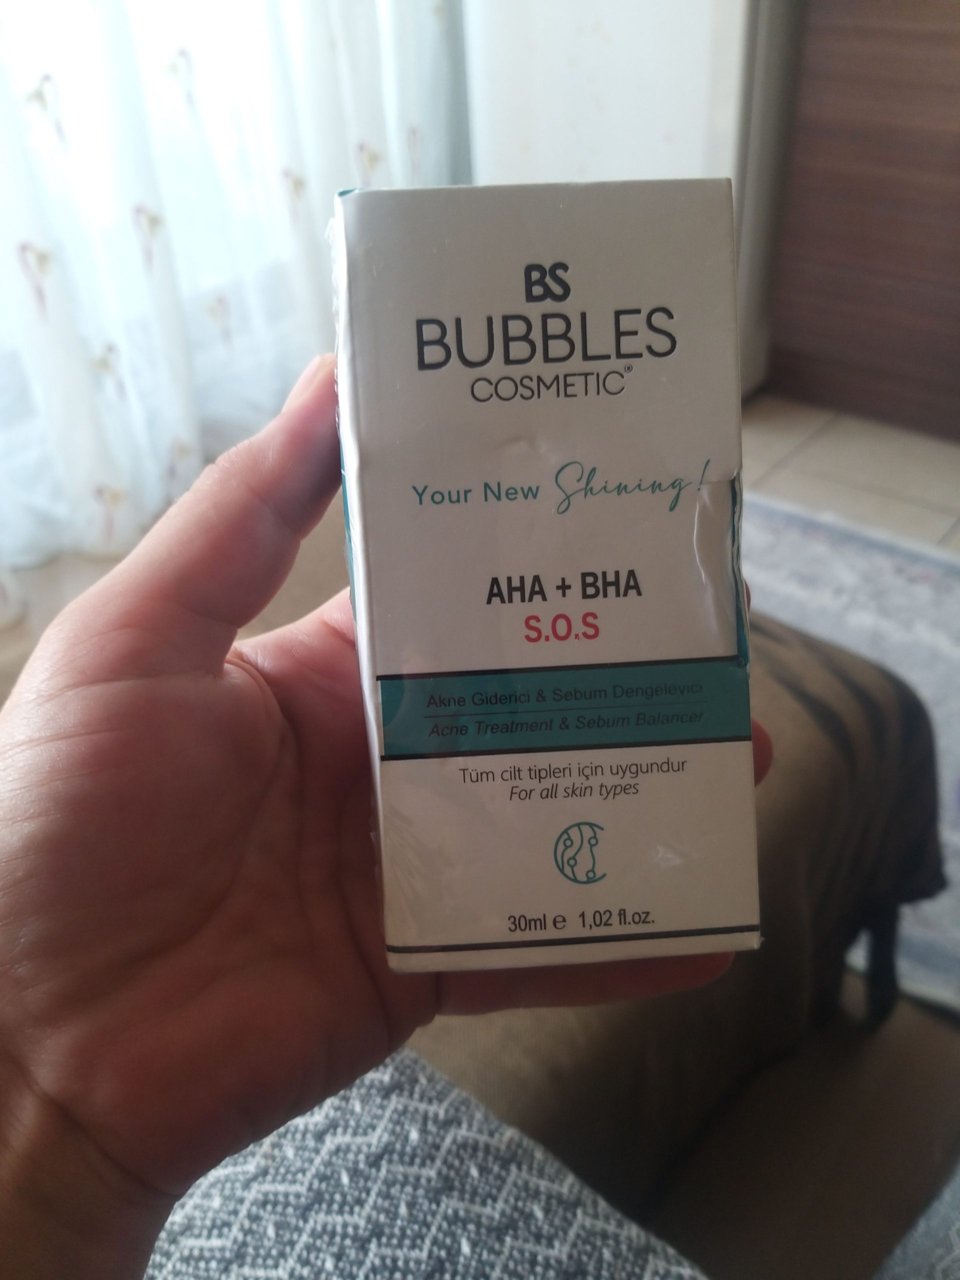 BS
BUBBLES
COSMETIC®
Your New Shining!
AHA + BHA
S.O.S
Akne Giderici & Sebum Dengeleyici
Acne Treatment & Sebum Balancer
Tüm cilt tipleri için uygundur
For all skin types
30ml e 1,02 fl.oz.